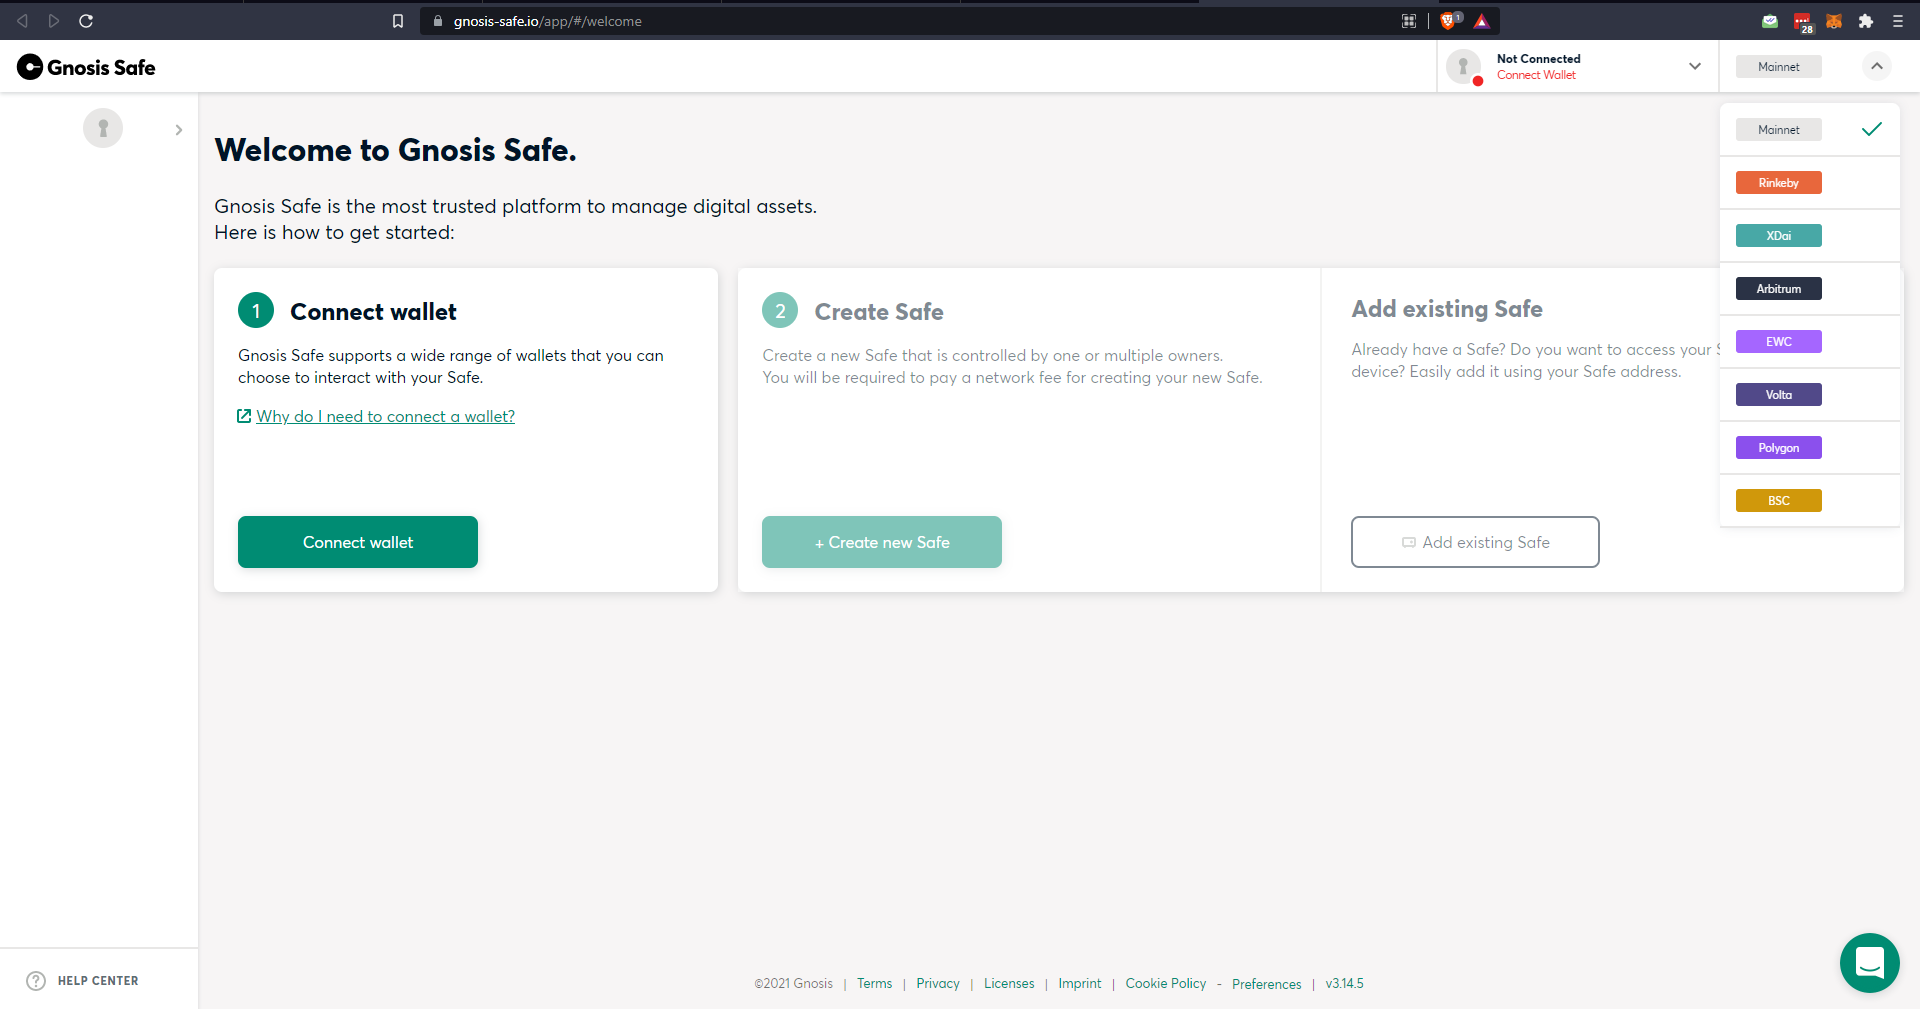 gnosis-safe.io/app/#/welcome
1
28
Gnosis Safe
Not Connected
Connect Wallet
Mainnet
Welcome to Gnosis Safe.
Gnosis Safe is the most trusted platform to manage digital assets.
Here is how to get started:
1 Connect wallet
Gnosis Safe supports a wide range of wallets that you can
choose to interact with your Safe.
Why do I need to connect a wallet?
Connect wallet
2 Create Safe
Create a new Safe that is controlled by one or multiple owners.
You will be required to pay a network fee for creating your new Safe.
+ Create new Safe
Add existing Safe
Already have a Safe? Do you want to access your
device? Easily add it using your Safe address.
Add existing Safe
Mainnet
Rinkeby
XDai
Arbitrum
EWC
Volta
Polygon
BSC
? HELP CENTER
©2021 Gnosis | Terms | Privacy | Licenses | Imprint | Cookie Policy - Preferences | v3.14.5